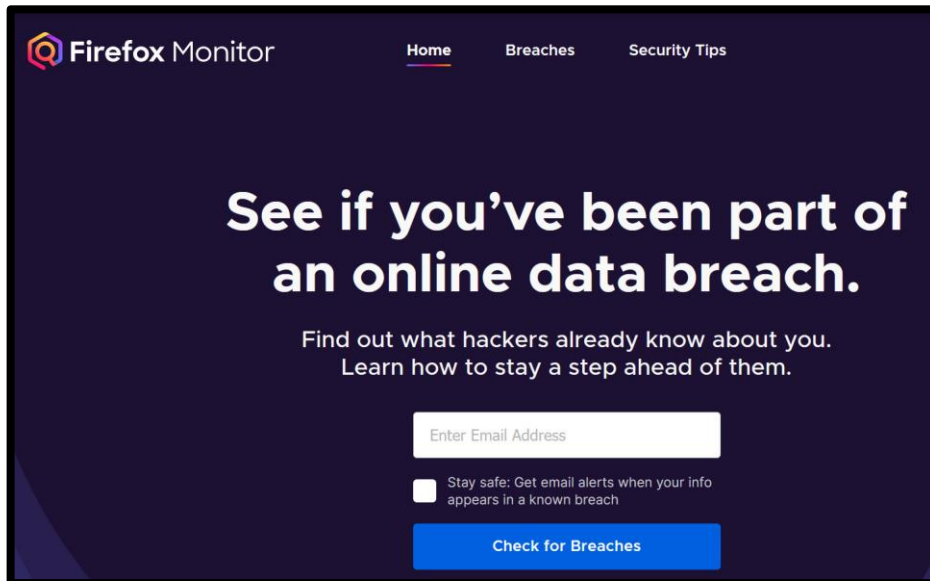 Firefox Monitor
Home Breaches Security Tips
See if you’ve been part of
an online data breach.
Find out what hackers already know about you.
Learn how to stay a step ahead of them.
Enter Email Address
Stay safe: Get email alerts when your info
appears in a known breach
Check for Breaches